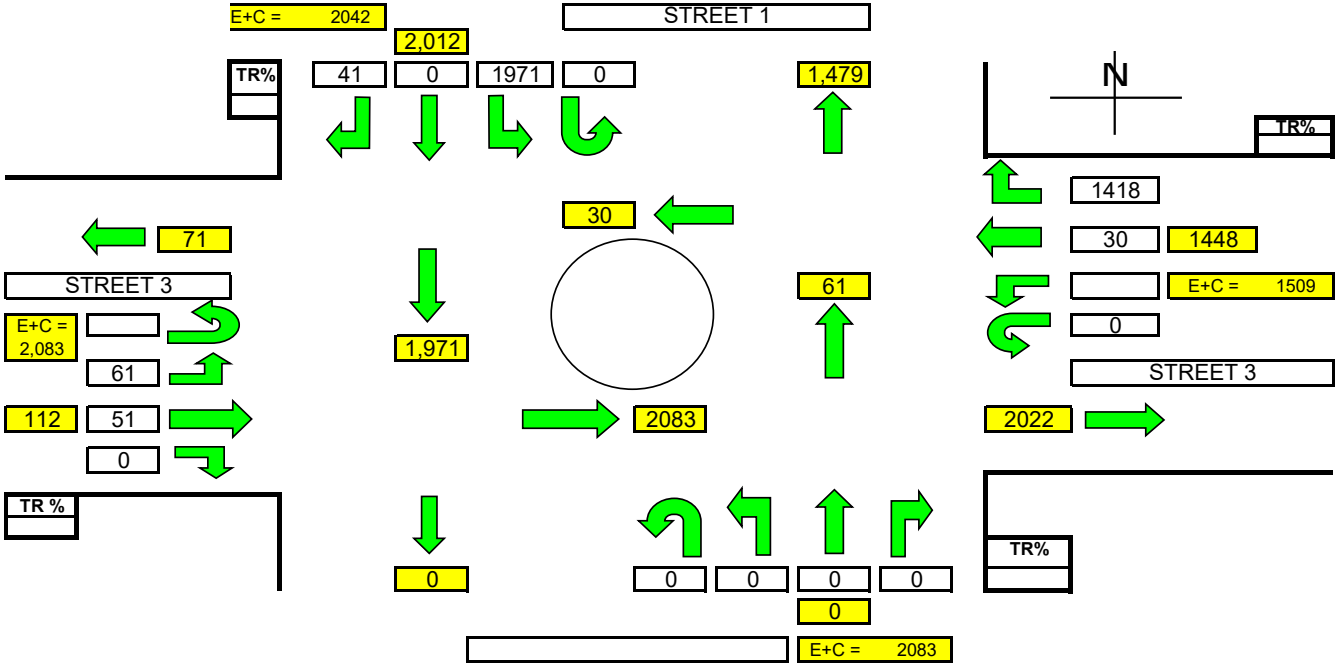 E+C = 2042
STREET 1
2,012
TR%
41 0 1971 0
1,479
N
TR%
1418
30
71
30 1448
STREET 3
61
E+C = 1509
E+C =
2,083
0
1,971
61
STREET 3
112 51
2083
2022
0
TR %
TR%
0
0 0 0 0
0
E+C = 2083